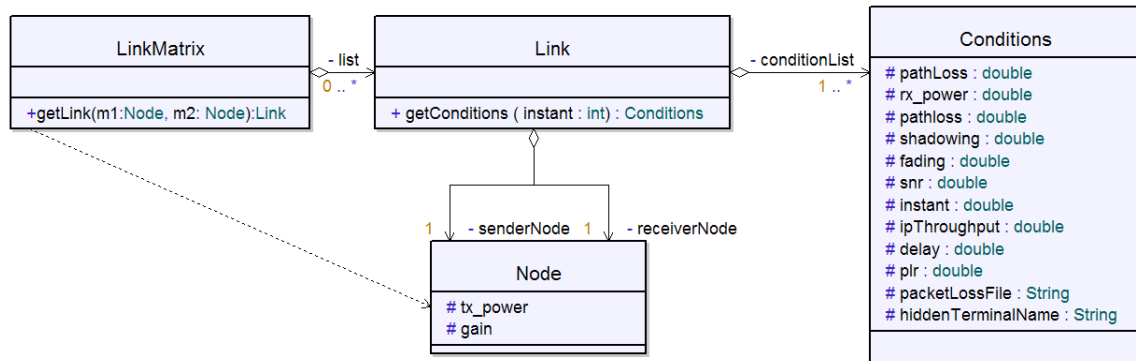 LinkMatrix
+getLink(m1:Node, m2: Node):Link
- list
0 .. *
Link
+ getConditions ( instant : int) : Conditions
- conditionList
1 .. *
Conditions
# pathLoss : double
# rx_power : double
# pathloss : double
# shadowing : double
# fading : double
# snr : double
# instant : double
# ipThroughput : double
# delay : double
# plr : double
# packetLossFile : String
# hiddenTerminalName : String
1
- senderNode
1
- receiverNode
Node
# tx_power
# gain